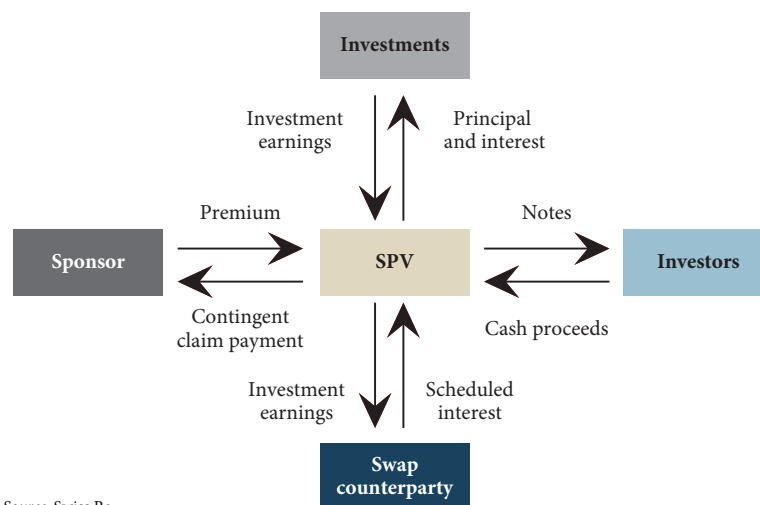 Investments
Investment
earnings
Principal
and interest
Premium
Notes
Sponsor
SPV
Investors
Contingent
claim payment
Cash proceeds
Investment
earnings
Scheduled
interest
Swap
counterparty